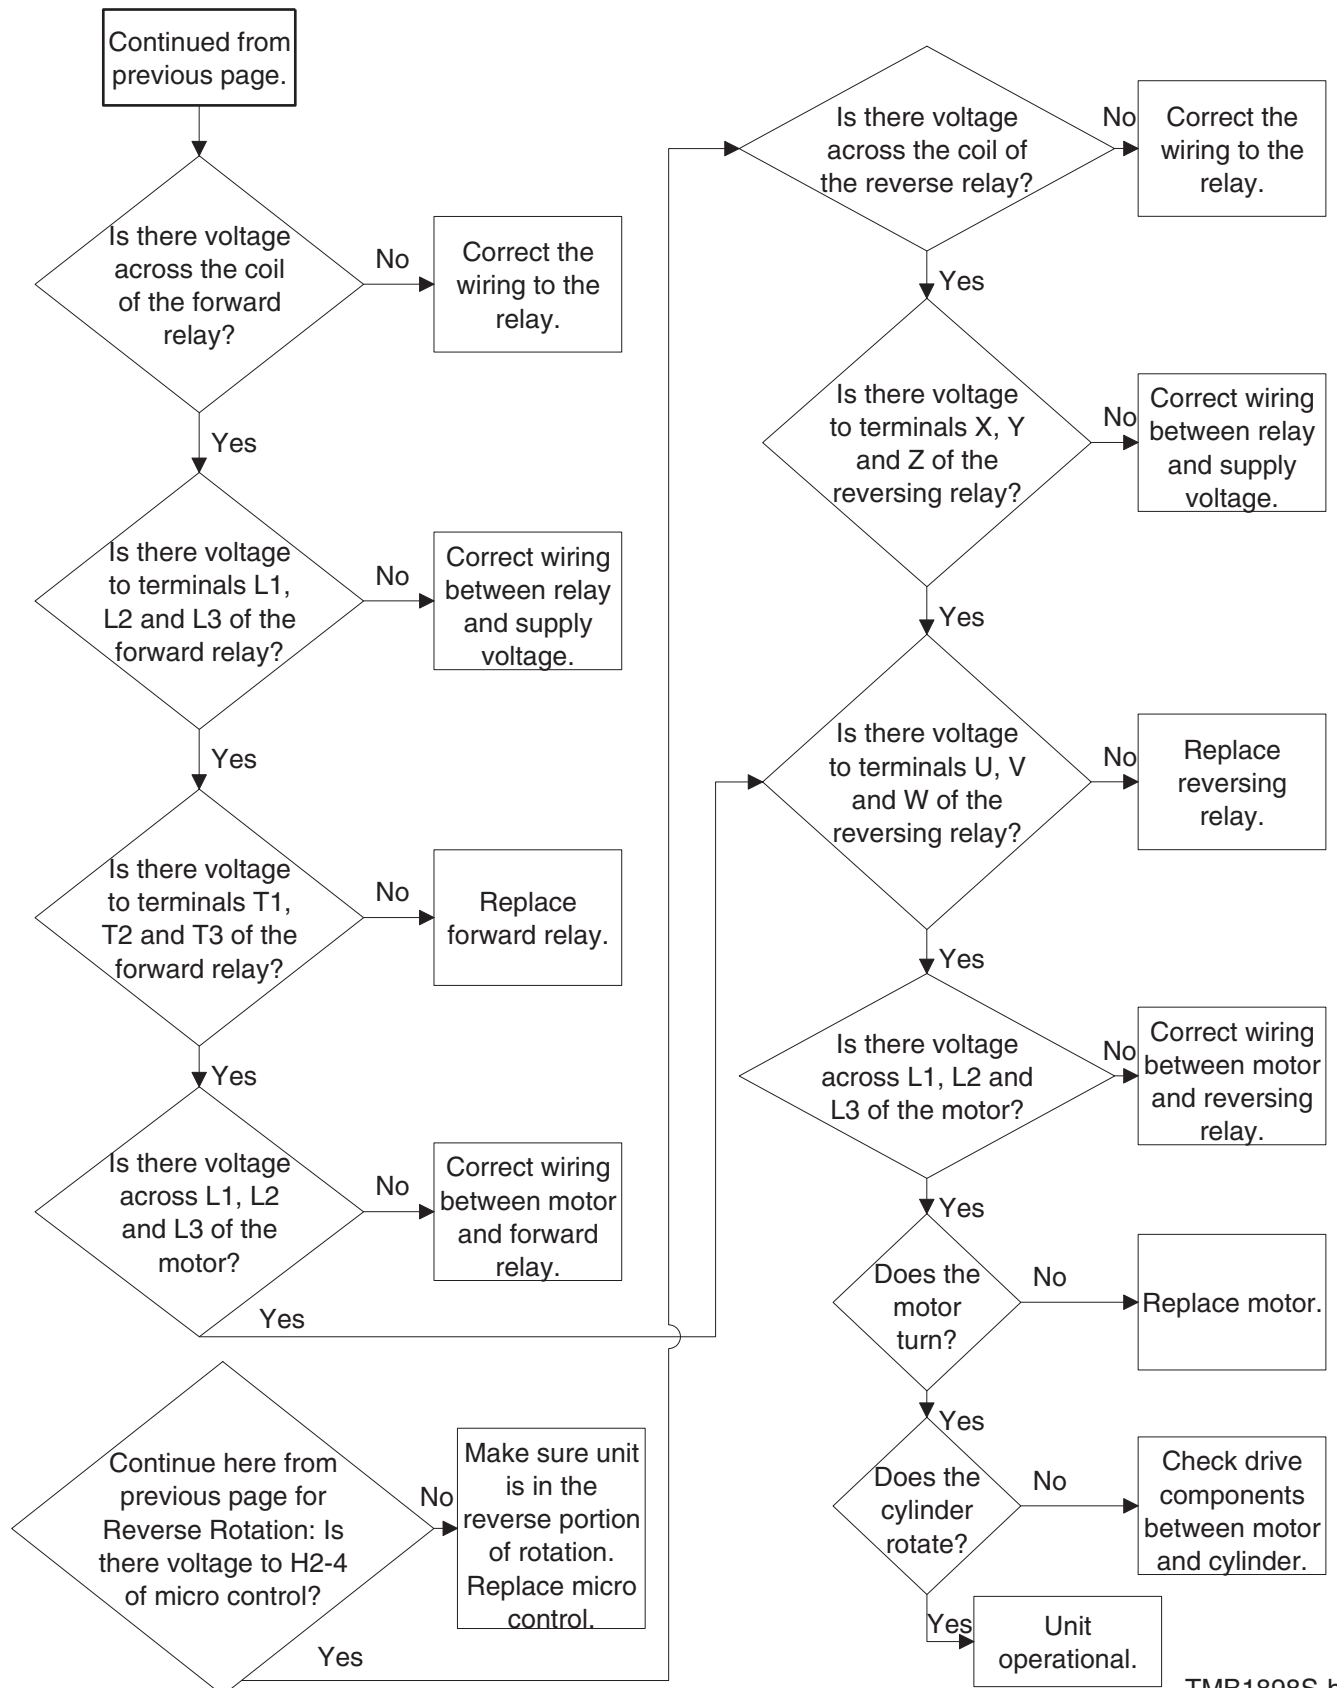 Continued from
previous page.
Is there voltage
across the coil
of the forward
relay?
No
Correct the
wiring to the
relay.
Yes
Is there voltage
to terminals L1,
L2 and L3 of the
forward relay?
No
Correct wiring
between relay
and supply
voltage.
Yes
Is there voltage
to terminals T1,
T2 and T3 of the
forward relay?
No
Replace
forward relay.
Yes
Is there voltage
across L1, L2
and L3 of the
motor?
No
Correct wiring
between motor
and forward
relay.
Yes
Continue here from
previous page for
Reverse Rotation: Is
there voltage to H2-4
of micro control?
No
Make sure unit
is in the
reverse portion
of rotation.
Replace micro
control.
Yes
Is there voltage
across the coil of
the reverse relay?
No
Correct the
wiring to the
relay.
Yes
Is there voltage
to terminals X, Y
and Z of the
reversing relay?
No
Correct wiring
between relay
and supply
voltage.
Yes
Is there voltage
to terminals U, V
and W of the
reversing relay?
No
Replace
reversing
relay.
Yes
Is there voltage
across L1, L2 and
L3 of the motor?
No
Correct wiring
between motor
and reversing
relay.
Yes
Does the
motor
turn?
No
Replace motor.
Yes
Does the
cylinder
rotate?
No
Check drive
components
between motor
and cylinder.
Yes
Unit
operational.